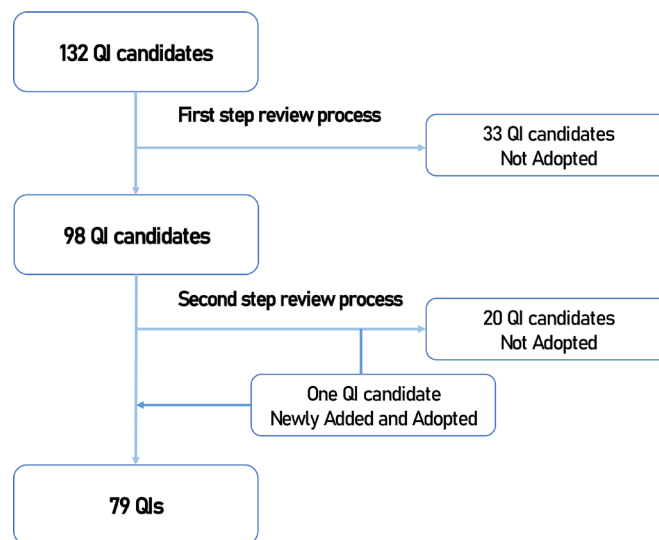 132 QI candidates
First step review process
33 QI candidates
Not Adopted
98 QI candidates
Second step review process
20 QI candidates
Not Adopted
One QI candidate
Newly Added and Adopted
79 QIs